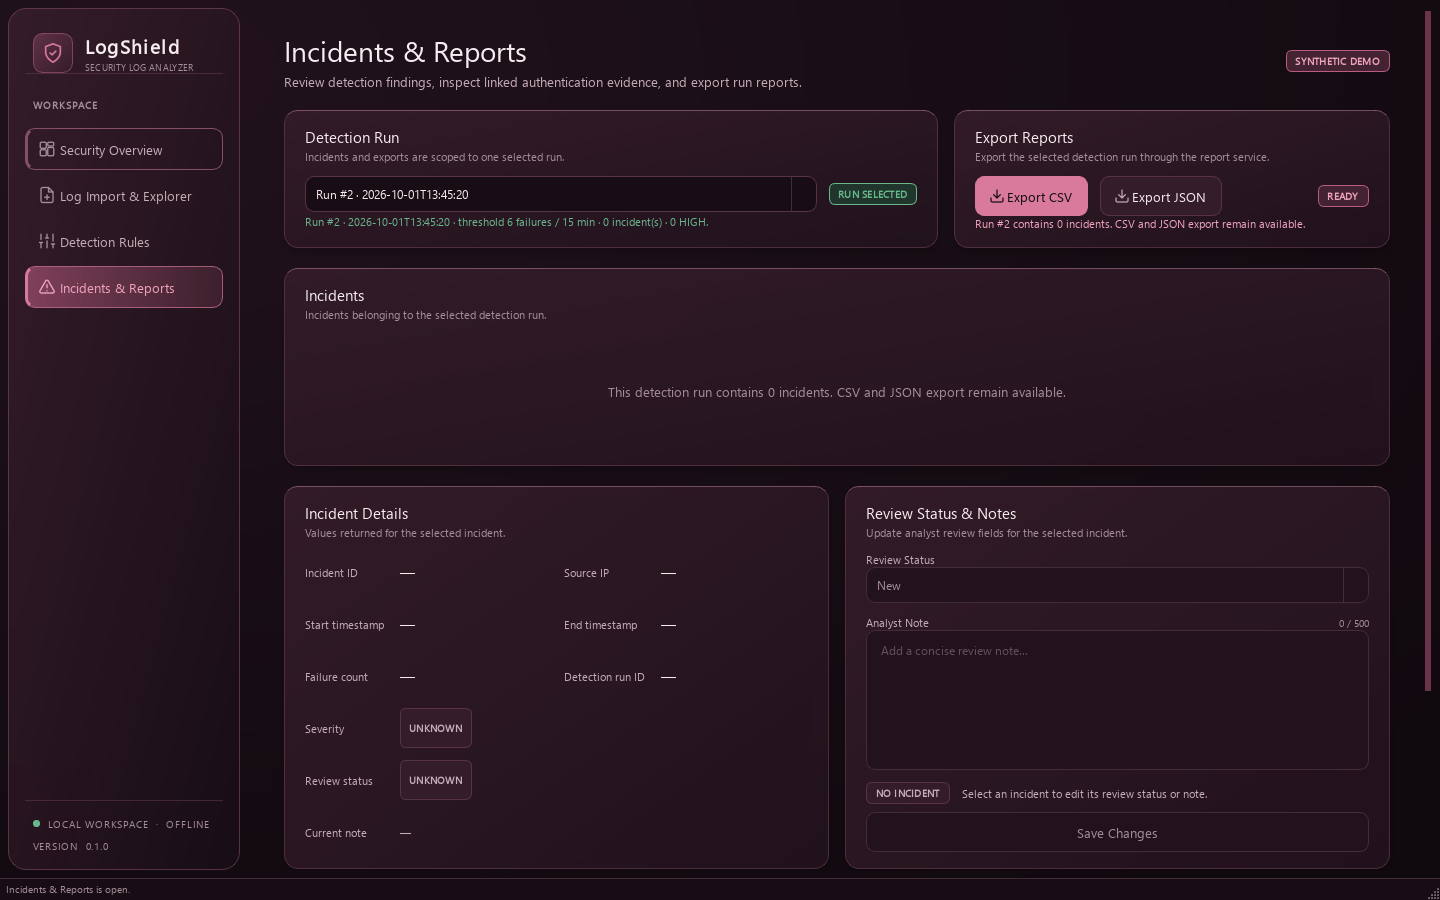 LogShield
SECURITY LOG ANALYZER
WORKSPACE
Security Overview
Log Import & Explorer
Detection Rules
Incidents & Reports
LOCAL WORKSPACE · OFFLINE
VERSION 0.1.0
Incidents & Reports
Review detection findings, inspect linked authentication evidence, and export run reports.
SYNTHETIC DEMO
Detection Run
Incidents and exports are scoped to one selected run.
Run #2 · 2026-10-01T13:45:20
RUN SELECTED
Run #2 · 2026-10-01T13:45:20 · threshold 6 failures / 15 min · 0 incident(s) · 0 HIGH.
Export Reports
Export the selected detection run through the report service.
Export CSV
Export JSON
READY
Run #2 contains 0 incidents. CSV and JSON export remain available.
Incidents
Incidents belonging to the selected detection run.
This detection run contains 0 incidents. CSV and JSON export remain available.
Incident Details
Values returned for the selected incident.
Incident ID —
Source IP —
Start timestamp —
End timestamp —
Failure count —
Detection run ID —
Severity UNKNOWN
Review status UNKNOWN
Current note —
Review Status & Notes
Update analyst review fields for the selected incident.
Review Status
New
Analyst Note 0 / 500
Add a concise review note...
NO INCIDENT Select an incident to edit its review status or note.
Save Changes
Incidents & Reports is open.